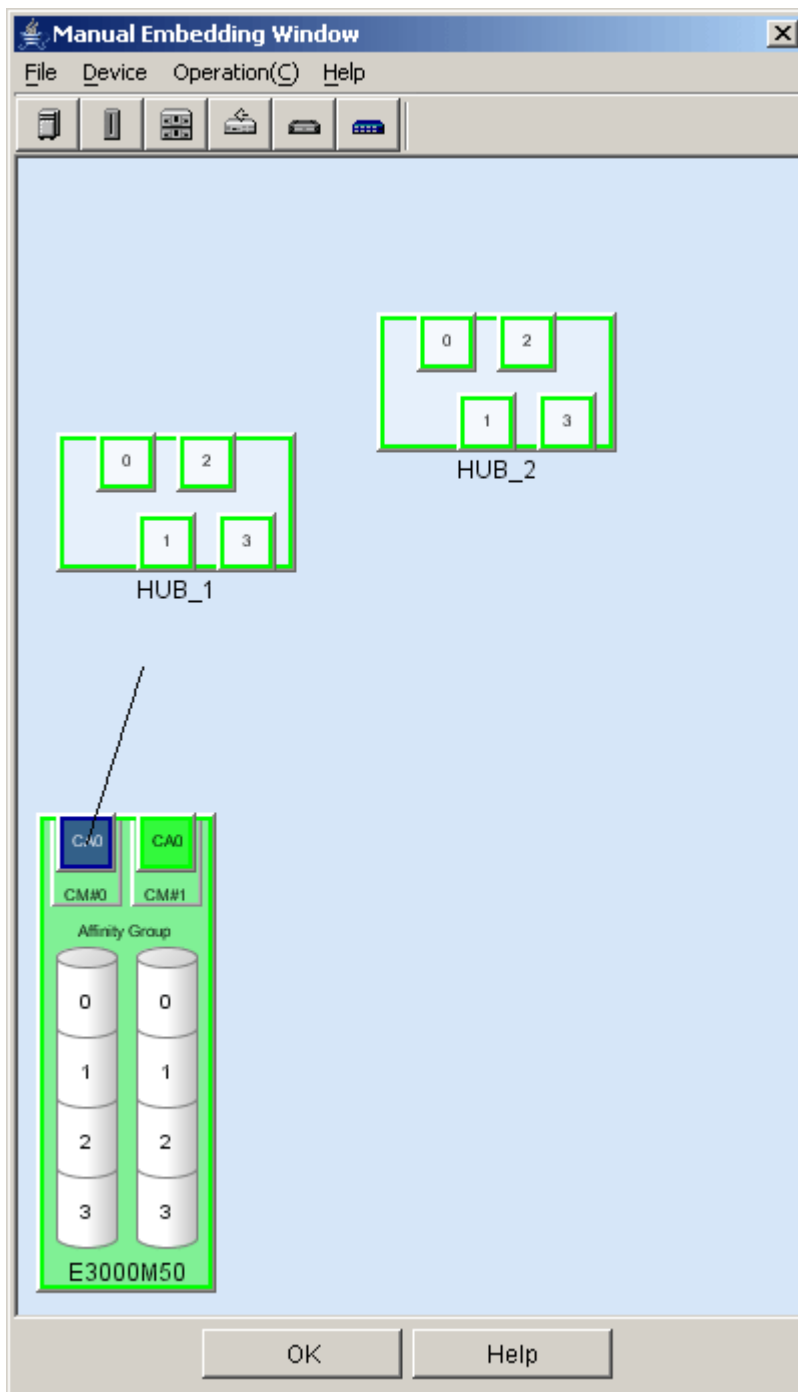 Manual Embedding Window
File Device Operation(C) Help
0 2
1 3
HUB_2
0 2
1 3
HUB_1
CA0 CA0
CM#0 CM#1
Affinity Group
0 0
1 1
2 2
3 3
E3000M50
OK Help